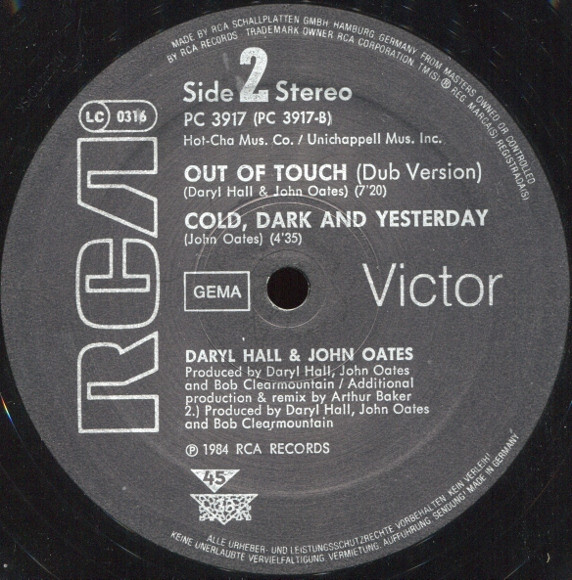 MADE BY RCA SCHALLPLATTEN GMBH HAMBURG, GERMANY, FROM MASTERS OWNED OR CONTROLLED
BY RCA RECORDS TRADEMARK OWNER RCA CORPORATION. TM(S) ® REG. MARCA(S) REGISTRADA(S)
Side 2 Stereo
PC 3917 (PC 3917-B)
LC 0316
Hot-Cha Mus. Co. / Unichappell Mus. Inc.
OUT OF TOUCH (Dub Version)
(Daryl Hall & John Oates) (7'20)
COLD, DARK AND YESTERDAY
(John Oates) (4'35)
RCA
GEMA
Victor
DARYL HALL & JOHN OATES
Produced by Daryl Hall, John Oates
and Bob Clearmountain / Additional
production & remix by Arthur Baker
2.) Produced by Daryl Hall, John Oates
and Bob Clearmountain
℗ 1984 RCA RECORDS
45
ALLE URHEBER- UND LEISTUNGSSCHUTZRECHTE VORBEHALTEN. KEIN VERLEIH!
KEINE UNERLAUBTE VERVIELFÄLTIGUNG, VERMIETUNG, AUFFÜHRUNG, SENDUNG! MADE IN GERMANY